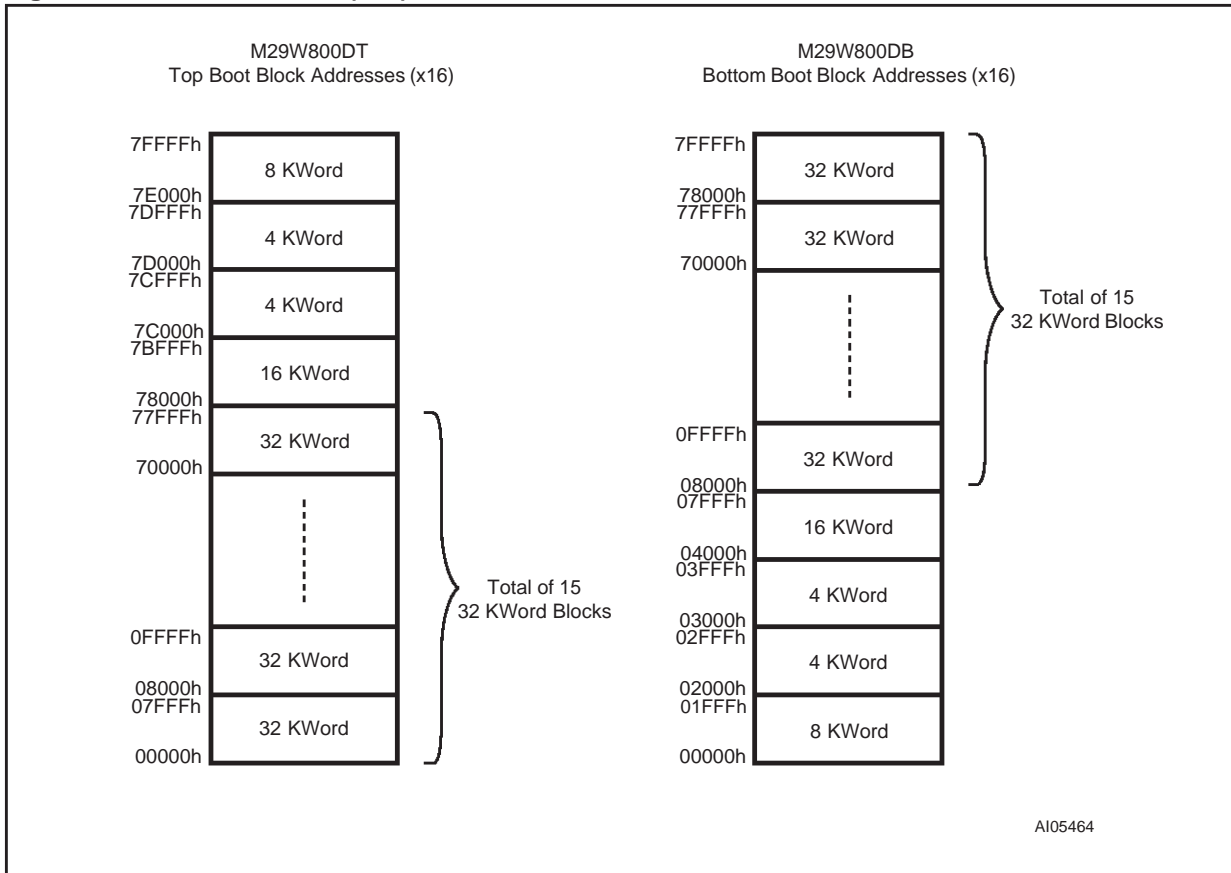 M29W800DT
Top Boot Block Addresses (x16)
7FFFFh
8 KWord
7E000h
7DFFFh
4 KWord
7D000h
7CFFFh
4 KWord
7C000h
7BFFFh
16 KWord
78000h
77FFFh
32 KWord
70000h
Total of 15
32 KWord Blocks
0FFFFh
32 KWord
08000h
07FFFh
32 KWord
00000h
M29W800DB
Bottom Boot Block Addresses (x16)
7FFFFh
32 KWord
78000h
77FFFh
32 KWord
70000h
Total of 15
32 KWord Blocks
0FFFFh
32 KWord
08000h
07FFFh
16 KWord
04000h
03FFFh
4 KWord
03000h
02FFFh
4 KWord
02000h
01FFFh
8 KWord
00000h
AI05464